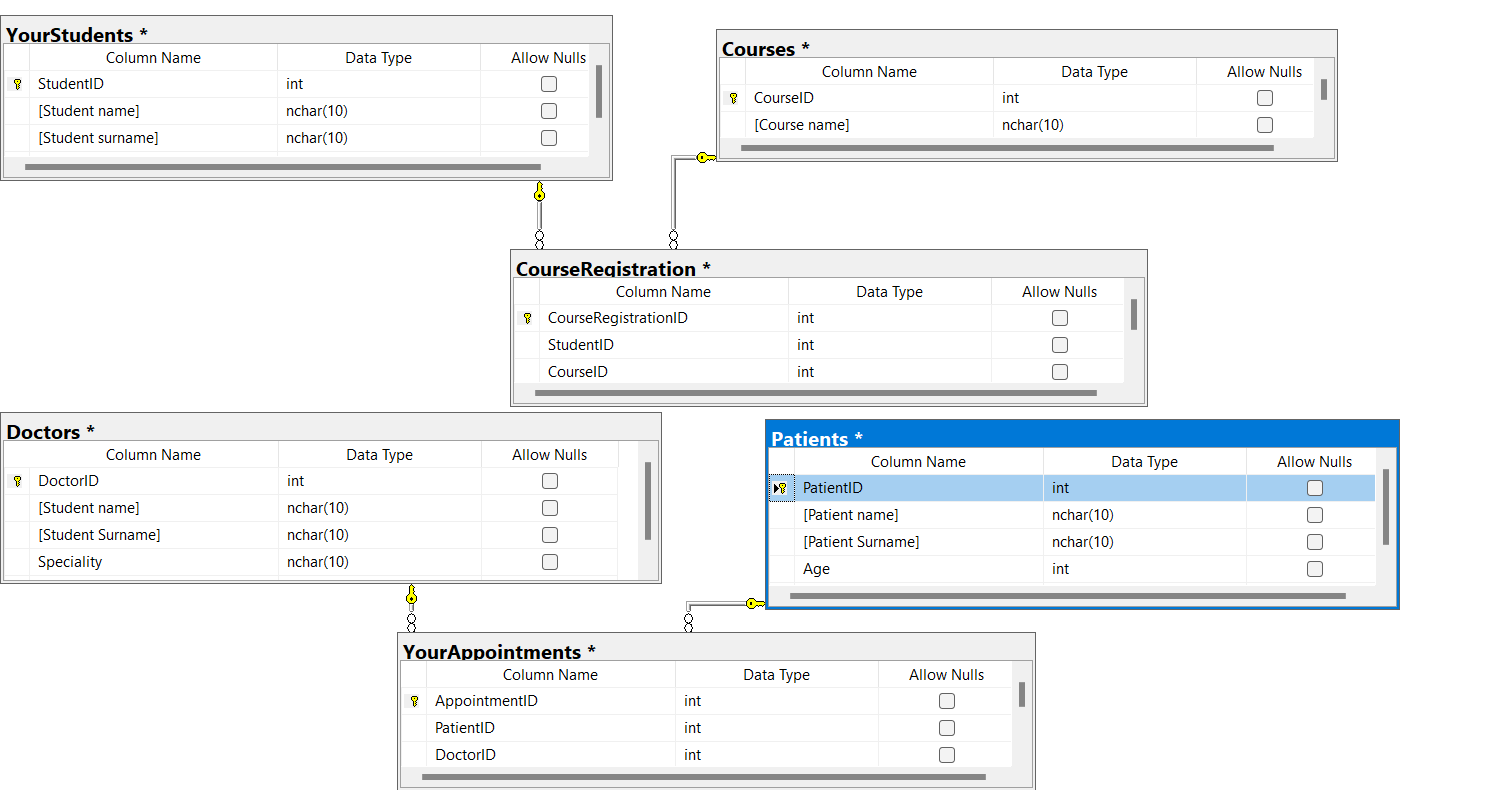 YourStudents *
Column Name Data Type Allow Nulls
StudentID int
[Student name] nchar(10)
[Student surname] nchar(10)
Courses *
Column Name Data Type Allow Nulls
CourseID int
[Course name] nchar(10)
CourseRegistration *
Column Name Data Type Allow Nulls
CourseRegistrationID int
StudentID int
CourseID int
Doctors *
Column Name Data Type Allow Nulls
DoctorID int
[Student name] nchar(10)
[Student Surname] nchar(10)
Speciality nchar(10)
Patients *
Column Name Data Type Allow Nulls
PatientID int
[Patient name] nchar(10)
[Patient Surname] nchar(10)
Age int
YourAppointments *
Column Name Data Type Allow Nulls
AppointmentID int
PatientID int
DoctorID int